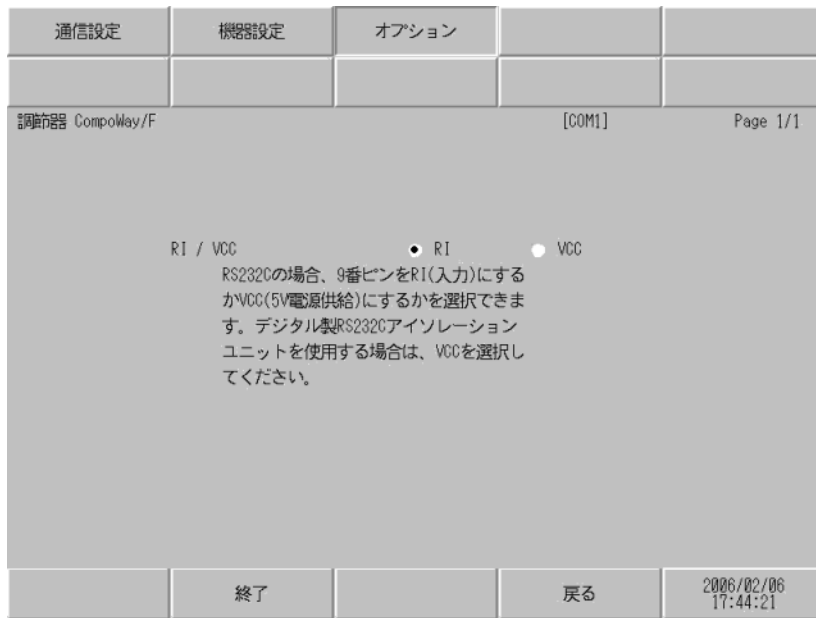 通信設定 機器設定 オプション
調節器 CompoWay/F [COM1] Page 1/1
RI / VCC RI VCC
RS232Cの場合、9番ピンをRI(入力)にする
かVCC(5V電源供給)にするかを選択できま
す。デジタル製RS232Cアイソレーション
ユニットを使用する場合は、VCCを選択し
てください。
終了 戻る 2006/02/06
17:44:21